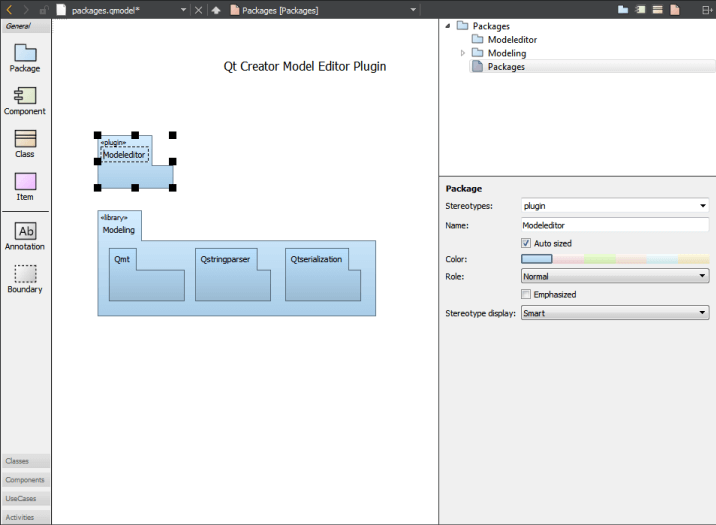 packages.qmodel*
Packages [Packages]
General
Package
Component
Class
Item
Ab
Annotation
Boundary
Classes
Components
UseCases
Activities
Qt Creator Model Editor Plugin
«plugin»
Modeleditor
«library»
Modeling
Qmt
Qstringparser
Qtserialization
Packages
Modeleditor
Modeling
Packages
Package
Stereotypes: plugin
Name: Modeleditor
Auto sized
Color:
Role: Normal
Emphasized
Stereotype display: Smart